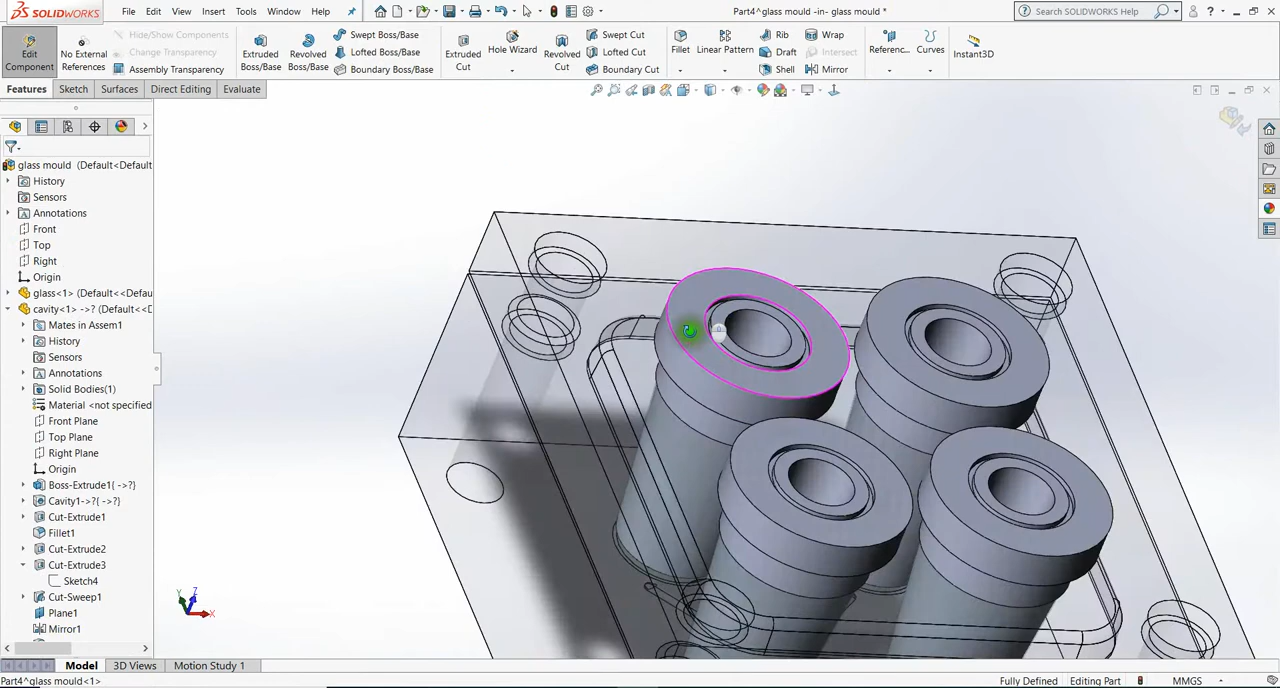 SOLIDWORKS File Edit View Insert Tools Window Help Part4^glass mould -in- glass mould * Search SOLIDWORKS Help
Edit Component
No External References
Hide/Show Components
Change Transparency
Assembly Transparency
Extruded Boss/Base
Revolved Boss/Base
Swept Boss/Base
Lofted Boss/Base
Boundary Boss/Base
Extruded Cut
Hole Wizard
Revolved Cut
Swept Cut
Lofted Cut
Boundary Cut
Fillet
Linear Pattern
Rib
Draft
Shell
Wrap
Intersect
Mirror
Referenc...
Curves
Instant3D
Features Sketch Surfaces Direct Editing Evaluate
glass mould (Default<Default
History
Sensors
Annotations
Front
Top
Right
Origin
glass<1> (Default<<Defau
cavity<1> ->? (Default<<D
Mates in Assem1
History
Sensors
Annotations
Solid Bodies(1)
Material <not specified
Front Plane
Top Plane
Right Plane
Origin
Boss-Extrude1{ ->?}
Cavity1->?{ ->?}
Cut-Extrude1
Fillet1
Cut-Extrude2
Cut-Extrude3
Sketch4
Cut-Sweep1
Plane1
Mirror1
Y Z X
Model 3D Views Motion Study 1
Part4^glass mould<1> Fully Defined Editing Part MMGS